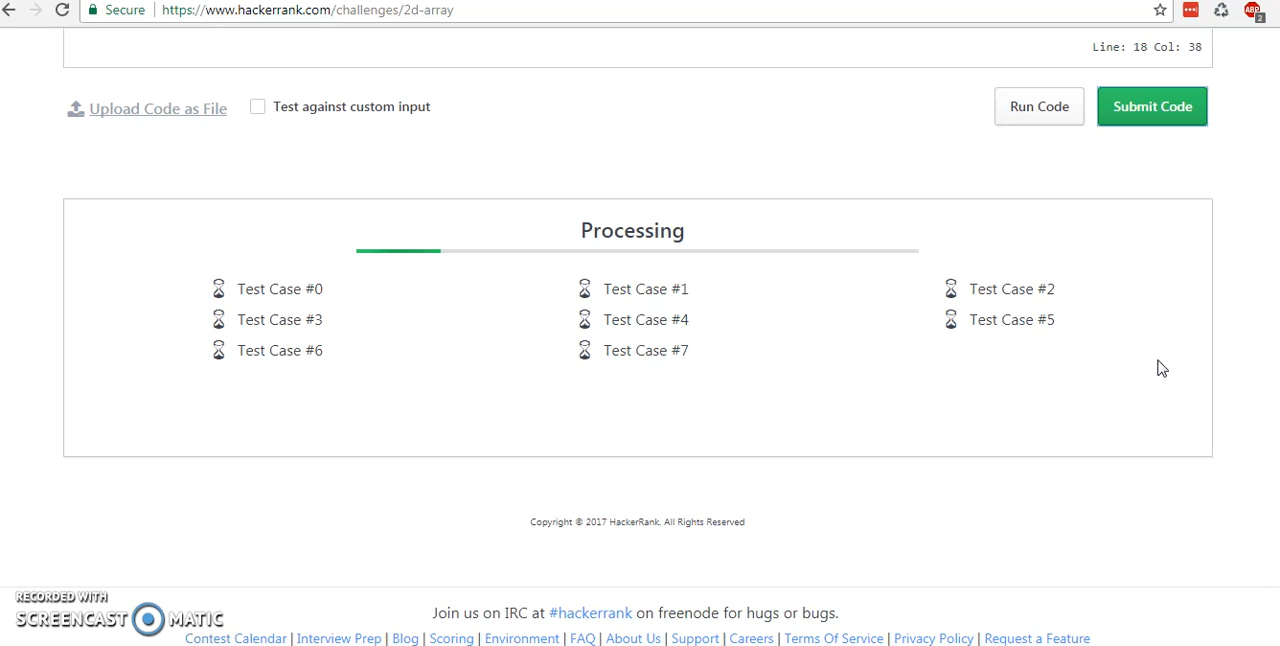 Secure https://www.hackerrank.com/challenges/2d-array
ABP
2
Line: 18 Col: 38
Upload Code as File Test against custom input Run Code Submit Code
Processing
Test Case #0 Test Case #1 Test Case #2
Test Case #3 Test Case #4 Test Case #5
Test Case #6 Test Case #7
Copyright © 2017 HackerRank. All Rights Reserved
RECORDED WITH
SCREENCAST MATIC
Join us on IRC at #hackerrank on freenode for hugs or bugs.
Contest Calendar | Interview Prep | Blog | Scoring | Environment | FAQ | About Us | Support | Careers | Terms Of Service | Privacy Policy | Request a Feature